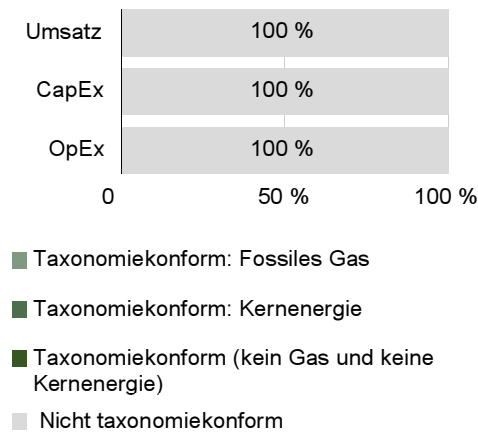 Umsatz 100 %
CapEx 100 %
OpEx 100 %
0 50 % 100 %
Taxonomiekonform: Fossiles Gas
Taxonomiekonform: Kernenergie
Taxonomiekonform (kein Gas und keine
Kernenergie)
Nicht taxonomiekonform